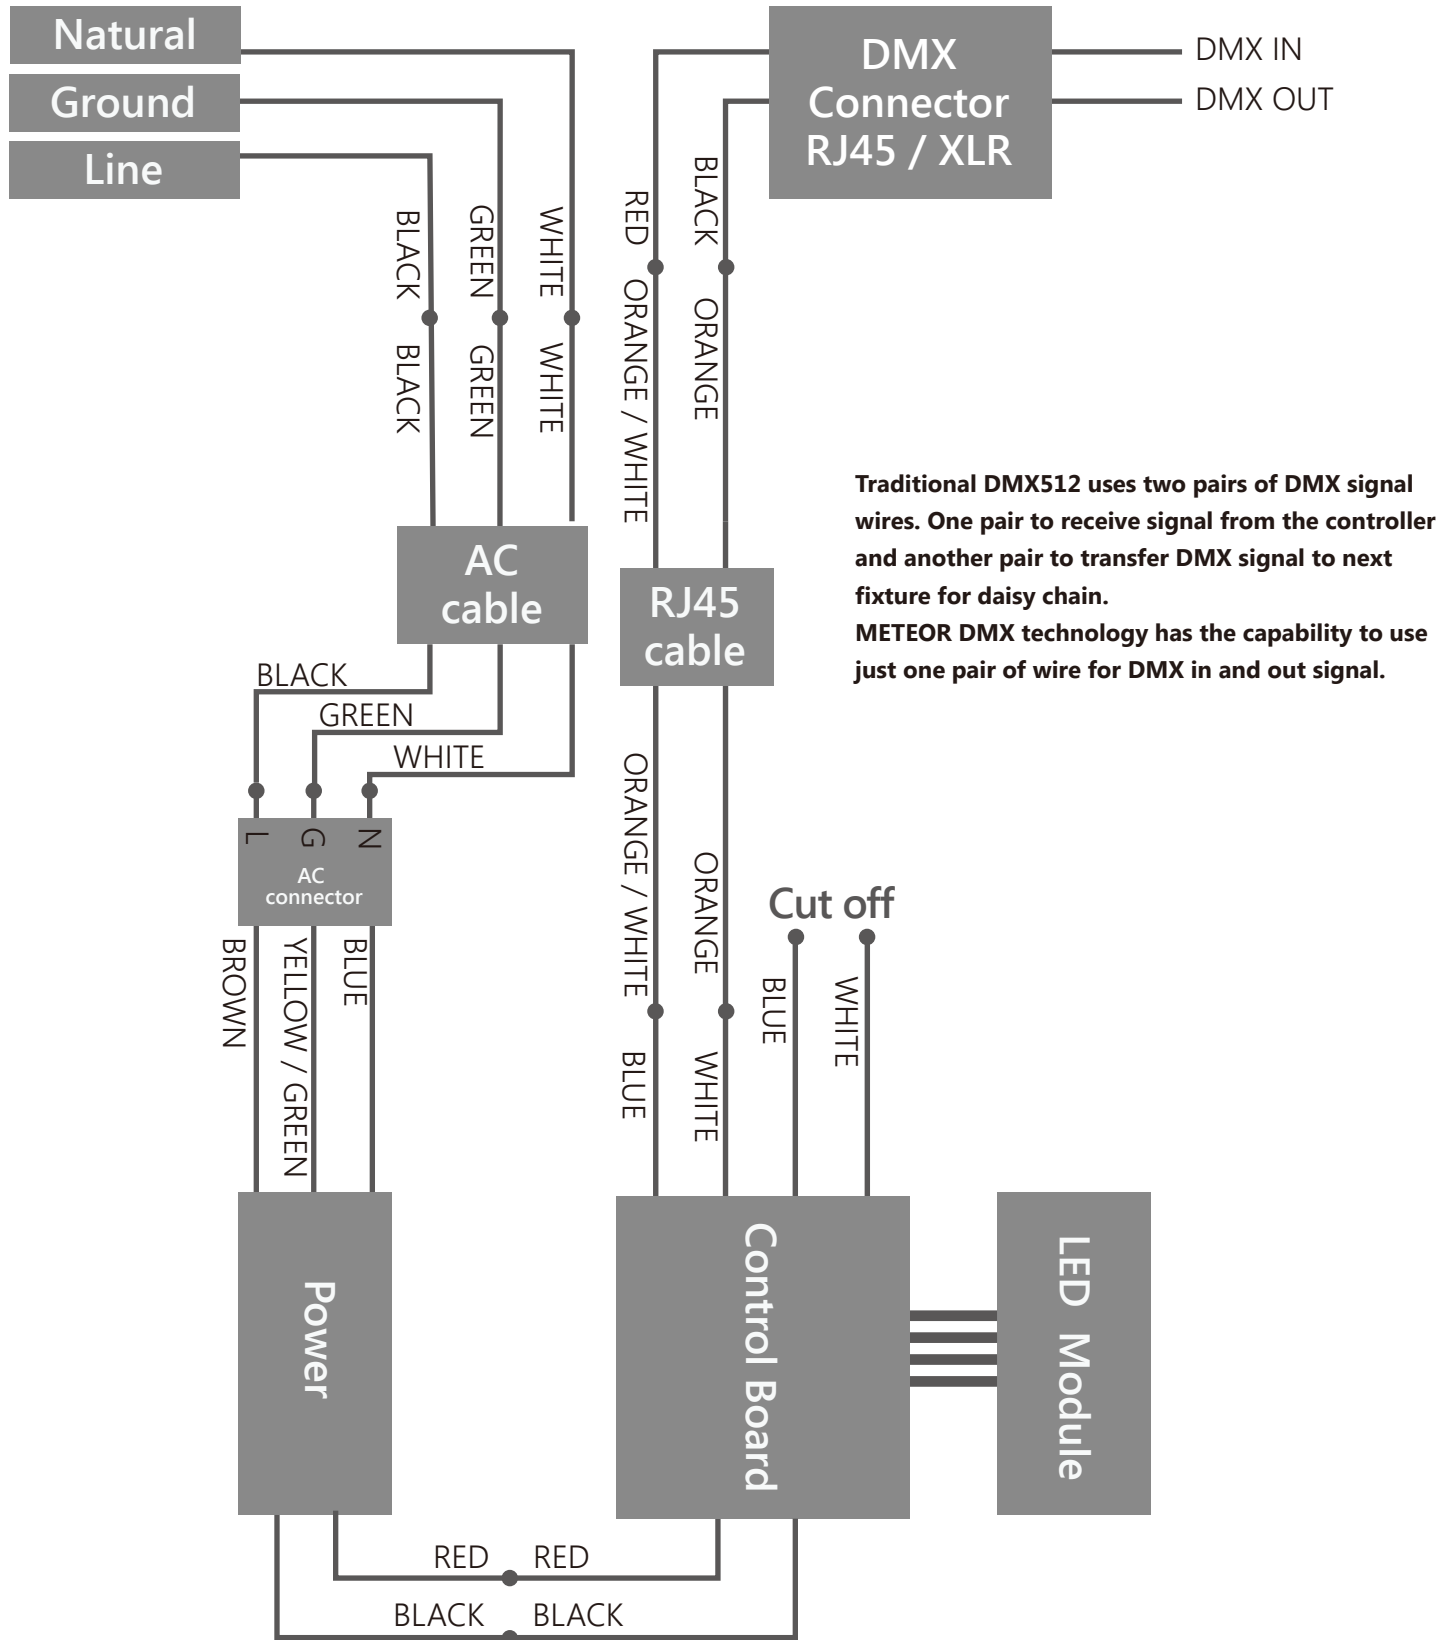 Natural
Ground
Line
DMX
Connector
RJ45 / XLR
DMX IN
DMX OUT
BLACK
GREEN
WHITE
RED
BLACK
BLACK
GREEN
WHITE
ORANGE / WHITE
ORANGE
Traditional DMX512 uses two pairs of DMX signal
wires. One pair to receive signal from the controller
and another pair to transfer DMX signal to next
fixture for daisy chain.
METEOR DMX technology has the capability to use
just one pair of wire for DMX in and out signal.
AC
cable
RJ45
cable
BLACK
GREEN
WHITE
L
G
N
AC
connector
ORANGE / WHITE
ORANGE
Cut off
BROWN
YELLOW / GREEN
BLUE
BLUE
WHITE
BLUE
WHITE
Power
Control Board
LED Module
RED
RED
BLACK
BLACK